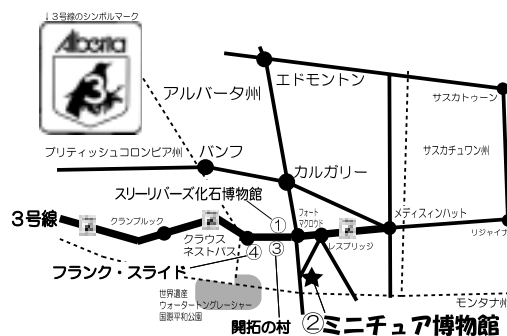 ↓3号線のシンボルマーク
Alberta
3
エドモントン
アルバータ州
サスカトゥーン
ブリティッシュコロンビア州
バンフ
サスカチュワン州
カルガリー
スリーリバーズ化石博物館
3号線
クランブルック
①
フォート
マクロウド
メディスィンハット
クラウス
ネストパス
④
③
レスブリッジ
リジャイナ
フランク・スライド
世界遺産
ウォータートングレーシャー
国際平和公園
モンタナ州
開拓の村
②ミニチュア博物館